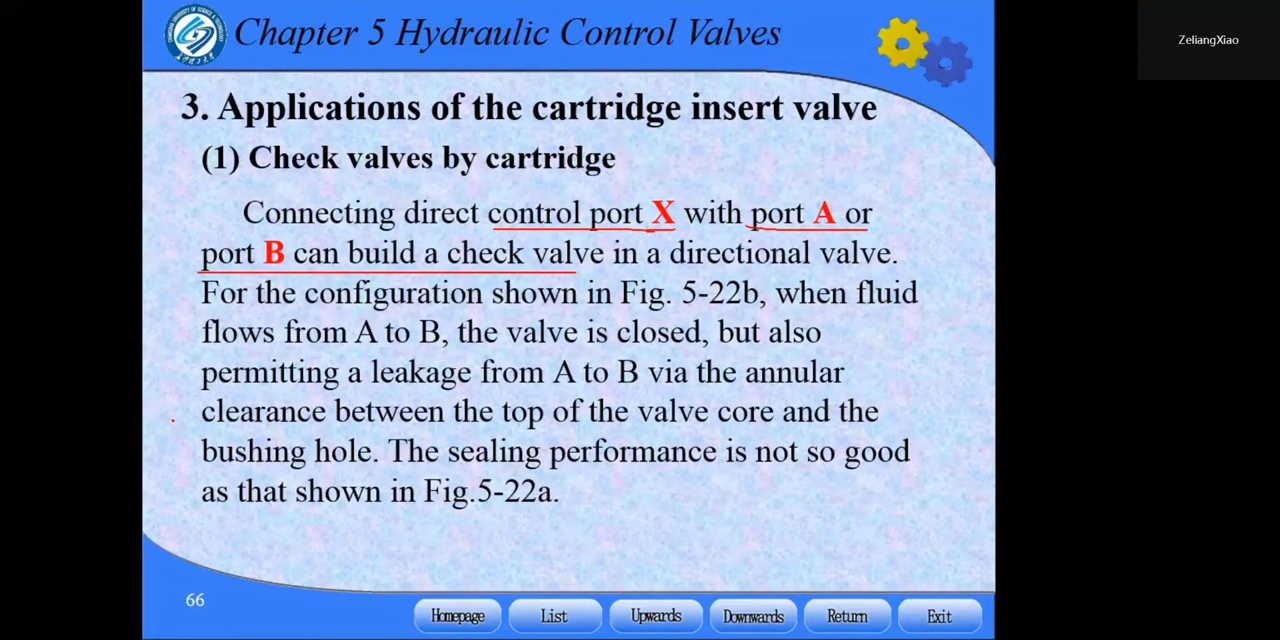 Chapter 5 Hydraulic Control Valves
ZeliangXiao
3. Applications of the cartridge insert valve
(1) Check valves by cartridge
Connecting direct control port X with port A or
port B can build a check valve in a directional valve.
For the configuration shown in Fig. 5-22b, when fluid
flows from A to B, the valve is closed, but also
permitting a leakage from A to B via the annular
clearance between the top of the valve core and the
bushing hole. The sealing performance is not so good
as that shown in Fig.5-22a.
66
Homepage List Upwards Downwards Return Exit